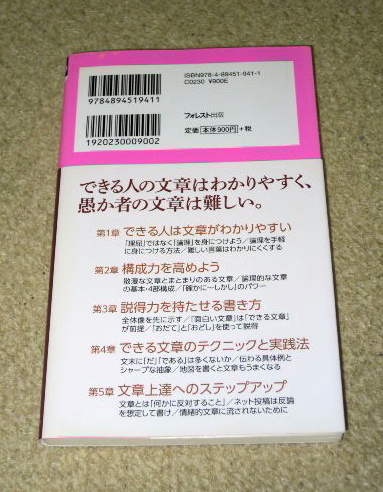 ISBN978-4-89451-941-1
C0230 ¥900E
9784894519411
フォレスト出版
定価 本体900円 +税
1920230009002
できる人の文章はわかりやすく、
愚か者の文章は難しい。
第1章 できる人は文章がわかりやすい
「理屈」ではなく「論理」を身につけよう/論理を手軽
に身につける方法/難しい言葉はわかりにくくする
第2章 構成力を高めよう
散漫な文章とまとまりのある文章/論理的な文章
の基本・4部構成/「確かに~しかし」のパワー
第3章 説得力を持たせる書き方
全体像を先に示す/「面白い文章」は「できる文章」
が前提/「おだて」と「おどし」を使って説得
第4章 できる文章のテクニックと実践法
文末に「だ」「である」は多くないか/伝わる具体例と
シャープな抽象/地図を書くと文章もうまくなる
第5章 文章上達へのステップアップ
文章とは「何かに反対すること」/ネット投稿は反論
を想定して書け/情緒的文章に流されないために